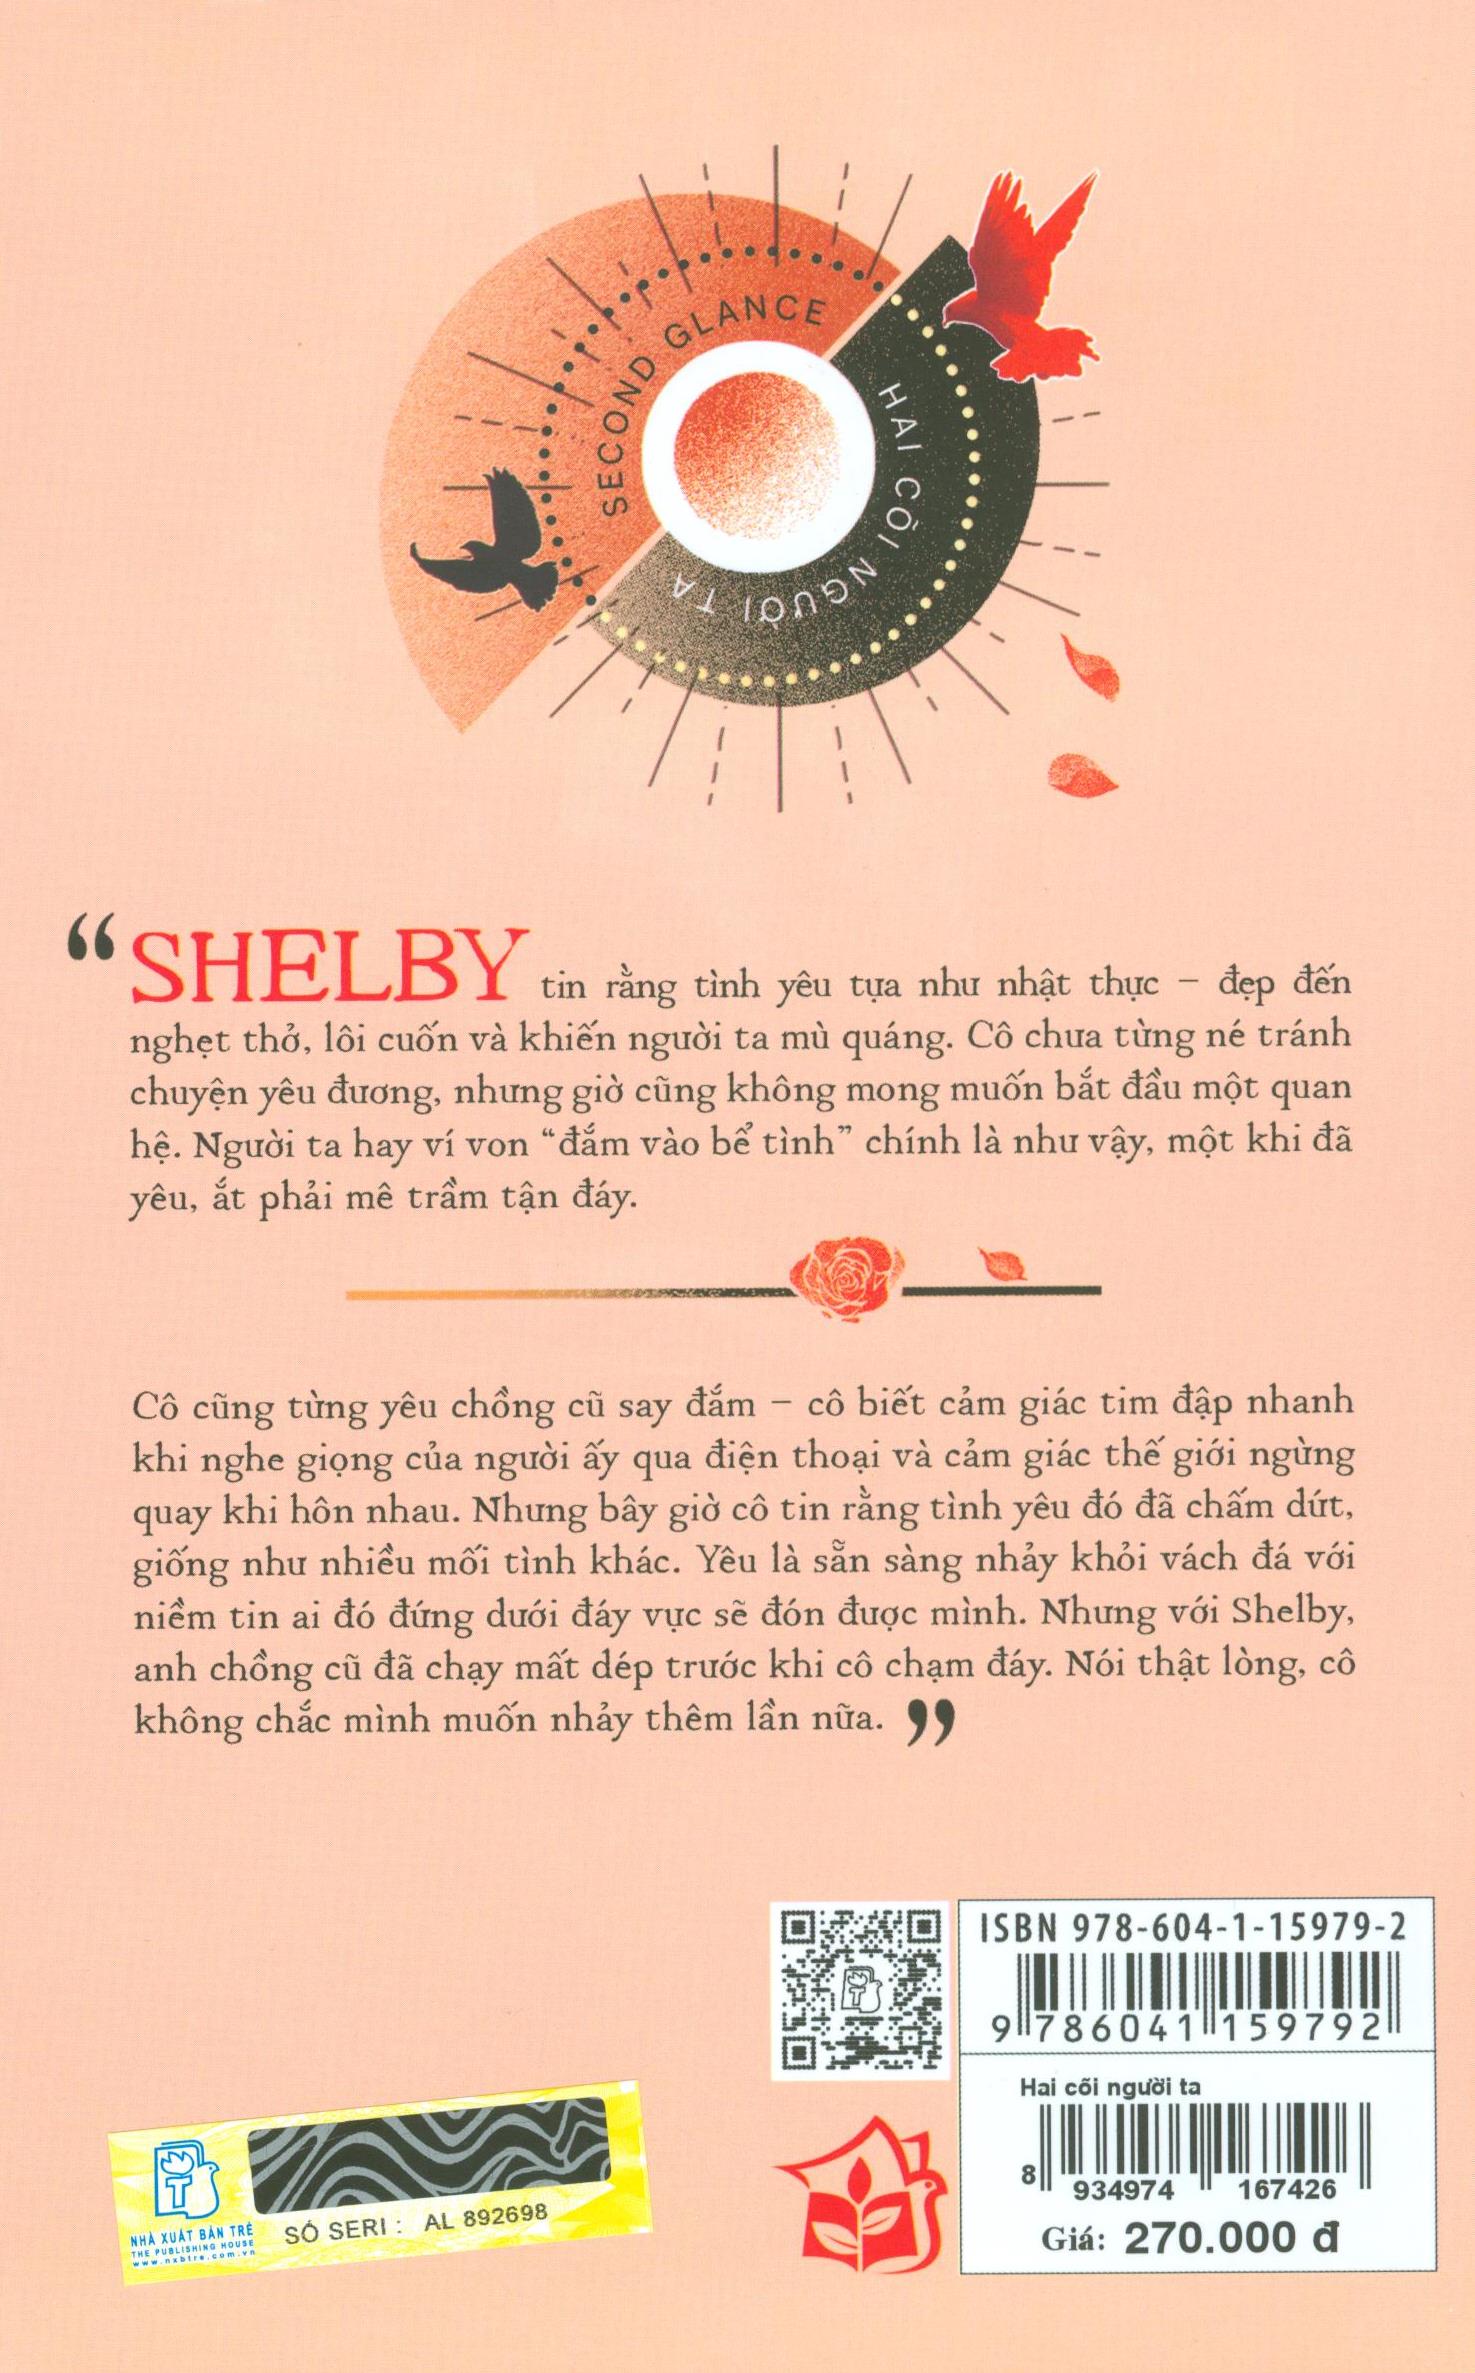 SECOND GLANCE
HAI CÕI NGƯỜI TA
“SHELBY tin rằng tình yêu tựa như nhật thực – đẹp đến
nghẹt thở, lôi cuốn và khiến người ta mù quáng. Cô chưa từng né tránh
chuyện yêu đương, nhưng giờ cũng không mong muốn bắt đầu một quan
hệ. Người ta hay ví von “đắm vào bể tình” chính là như vậy, một khi đã
yêu, ắt phải mê trầm tận đáy.
Cô cũng từng yêu chồng cũ say đắm – cô biết cảm giác tim đập nhanh
khi nghe giọng của người ấy qua điện thoại và cảm giác thế giới ngừng
quay khi hôn nhau. Nhưng bây giờ cô tin rằng tình yêu đó đã chấm dứt,
giống như nhiều mối tình khác. Yêu là sẵn sàng nhảy khỏi vách đá với
niềm tin ai đó đứng dưới đáy vực sẽ đón được mình. Nhưng với Shelby,
anh chồng cũ đã chạy mất dép trước khi cô chạm đáy. Nói thật lòng, cô
không chắc mình muốn nhảy thêm lần nữa.”
ISBN 978-604-1-15979-2
9 786041 159792
Hai cõi người ta
8 934974 167426
Giá: 270.000 đ
T
NHÀ XUẤT BẢN TRẺ
THE PUBLISHING HOUSE
www.nxbtre.com.vn
SỐ SERI : AL 892698